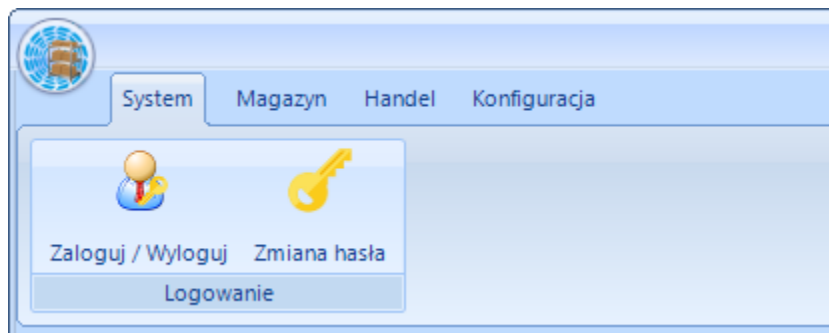 System Magazyn Handel Konfiguracja
Zaloguj / Wyloguj Zmiana hasła
Logowanie